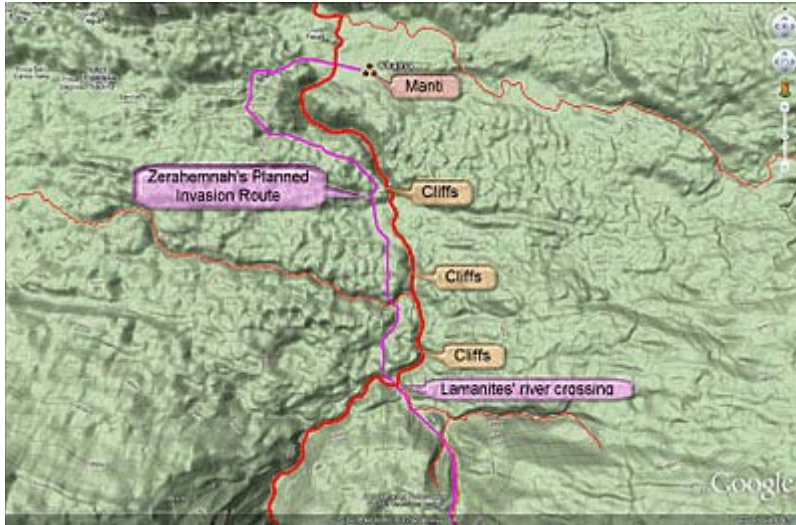 Manti
Zerahemnah's Planned
Invasion Route
Cliffs
Cliffs
Cliffs
Lamanites' river crossing
Google